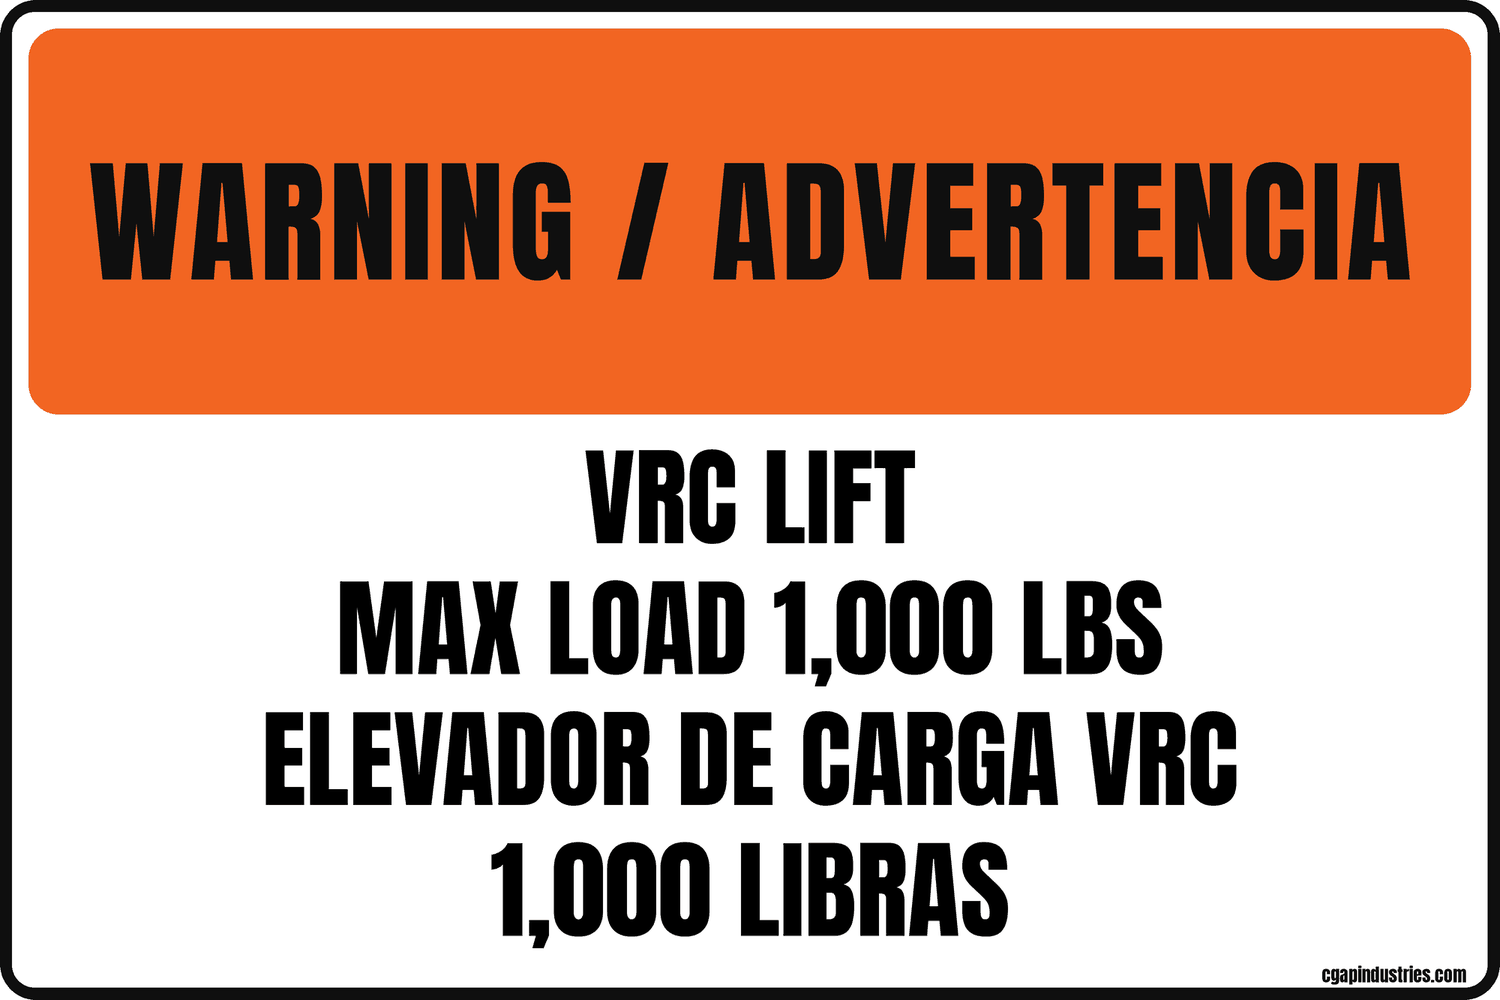 WARNING / ADVERTENCIA
VRC LIFT
MAX LOAD 1,000 LBS
ELEVADOR DE CARGA VRC
1,000 LIBRAS
cgapindustries.com